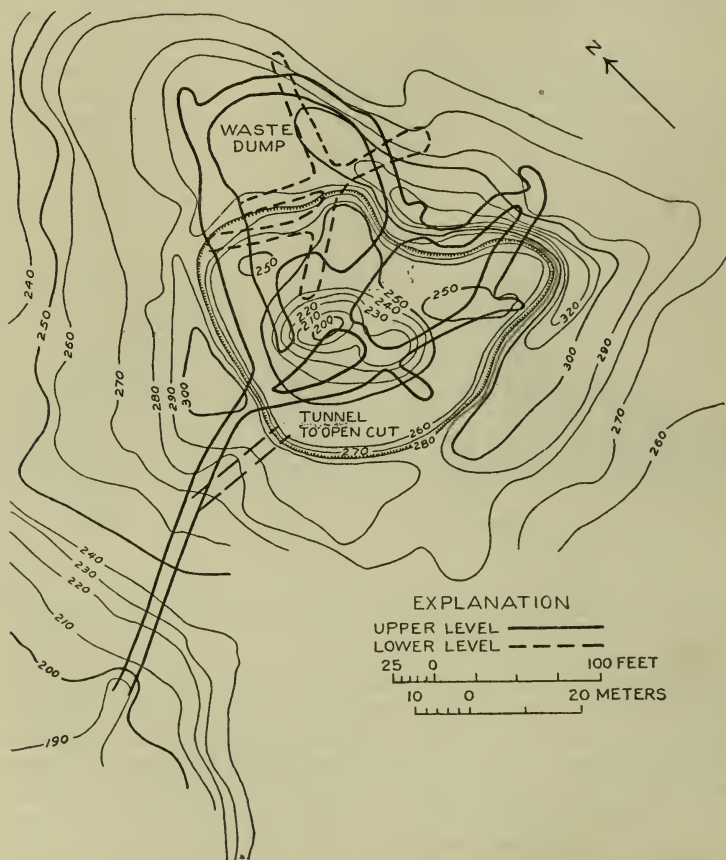 N
WASTE
DUMP
240
250
260
270
280
290
300
250
220
210
200
250
240
230
250
320
300
290
270
260
TUNNEL
TO OPEN CUT
260
270
280
240
230
220
210
200
190
EXPLANATION
UPPER LEVEL
LOWER LEVEL
25 0 100 FEET
10 0 20 METERS